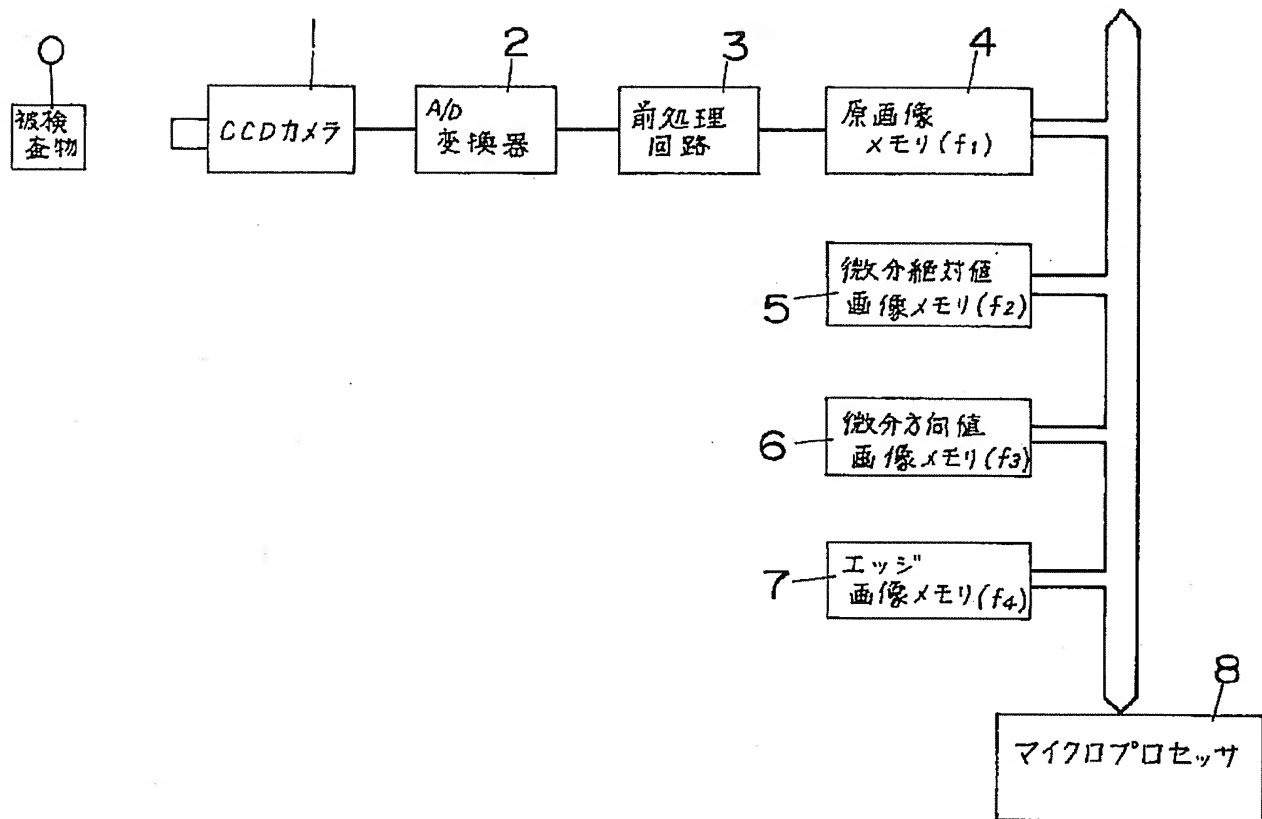 1
2
3
4
被検
査物
CCDカメラ
A/D
変換器
前処理
回路
原画像
メモリ(f1)
5
微分絶対値
画像メモリ(f2)
6
微分方向値
画像メモリ(f3)
7
エッジ
画像メモリ(f4)
8
マイクロプロセッサ